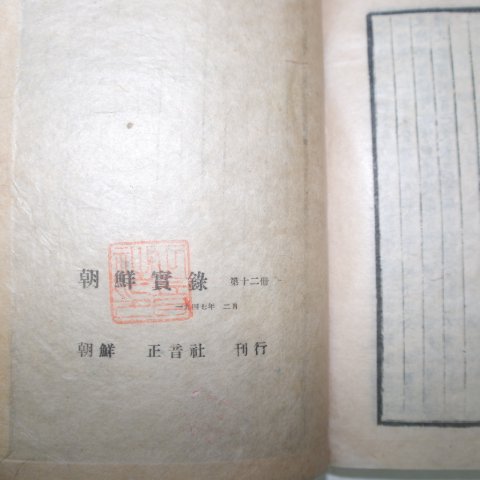 朝鮮實錄 第十二冊
一九四七年 二月
朝鮮 正音社 刊行